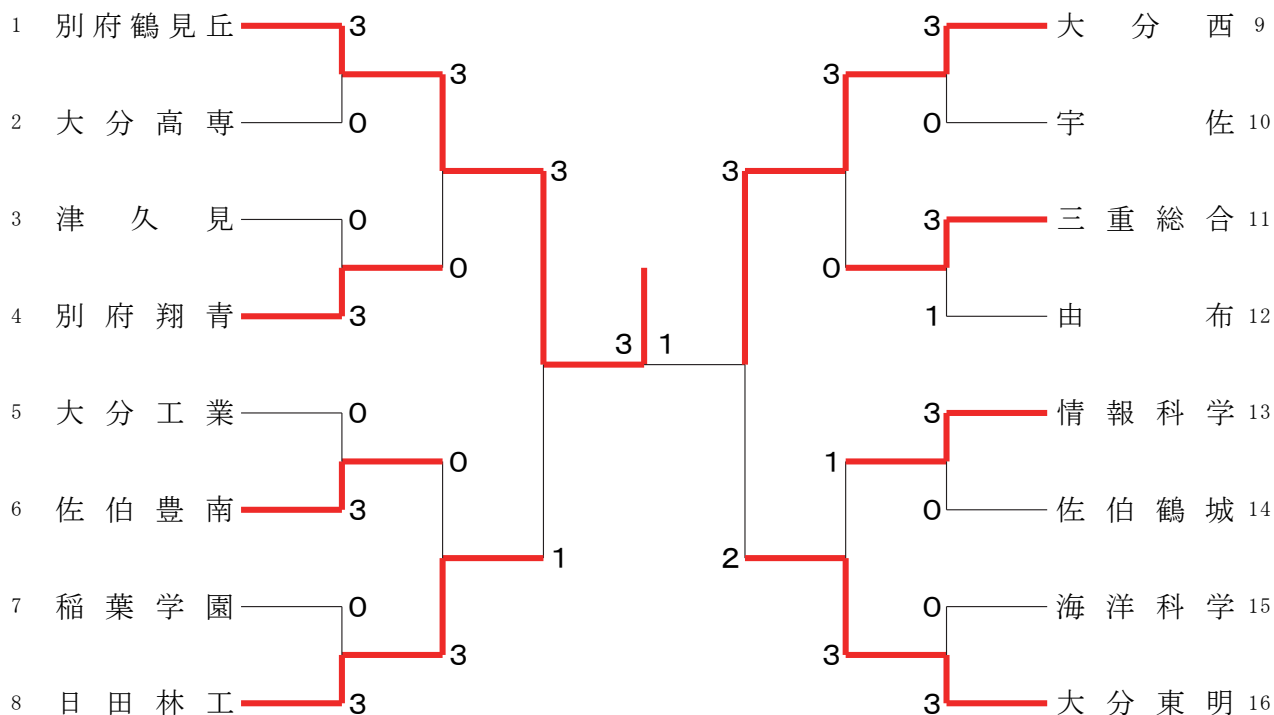 1 別府鶴見丘 3 3 大分西 9
3 3
2 大分高専 0 0 宇佐 10
3 3
3 津久見 0 3 三重総合 11
0 0
4 別府翔青 3 1 由布 12
3 1
5 大分工業 0 3 情報科学 13
0 1
6 佐伯豊南 3 0 佐伯鶴城 14
1 2
7 稲葉学園 0 0 海洋科学 15
3 3
8 日田林工 3 3 大分東明 16